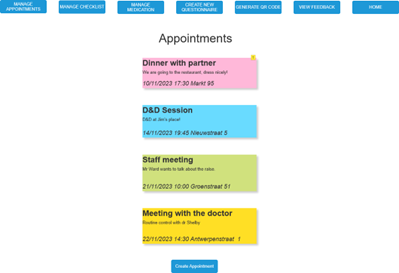 MANAGE APPOINTMENTS
MANAGE CHECKLIST
MANAGE MEDICATION
CREATE NEW QUESTIONNAIRE
GENERATE QR CODE
VIEW FEEDBACK
HOME
Appointments
Dinner with partner
We are going to the restaurant, dress nicely!
10/11/2023 17:30 Markt 95
D&D Session
D&D at Jim's place!
14/11/2023 19:45 Nieuwstraat 5
Staff meeting
Mr Ward wants to talk about the raise.
21/11/2023 10:00 Groenstraat 51
Meeting with the doctor
Routine control with dr Shelby
22/11/2023 14:30 Antwerpenstraat 1
Create Appointment